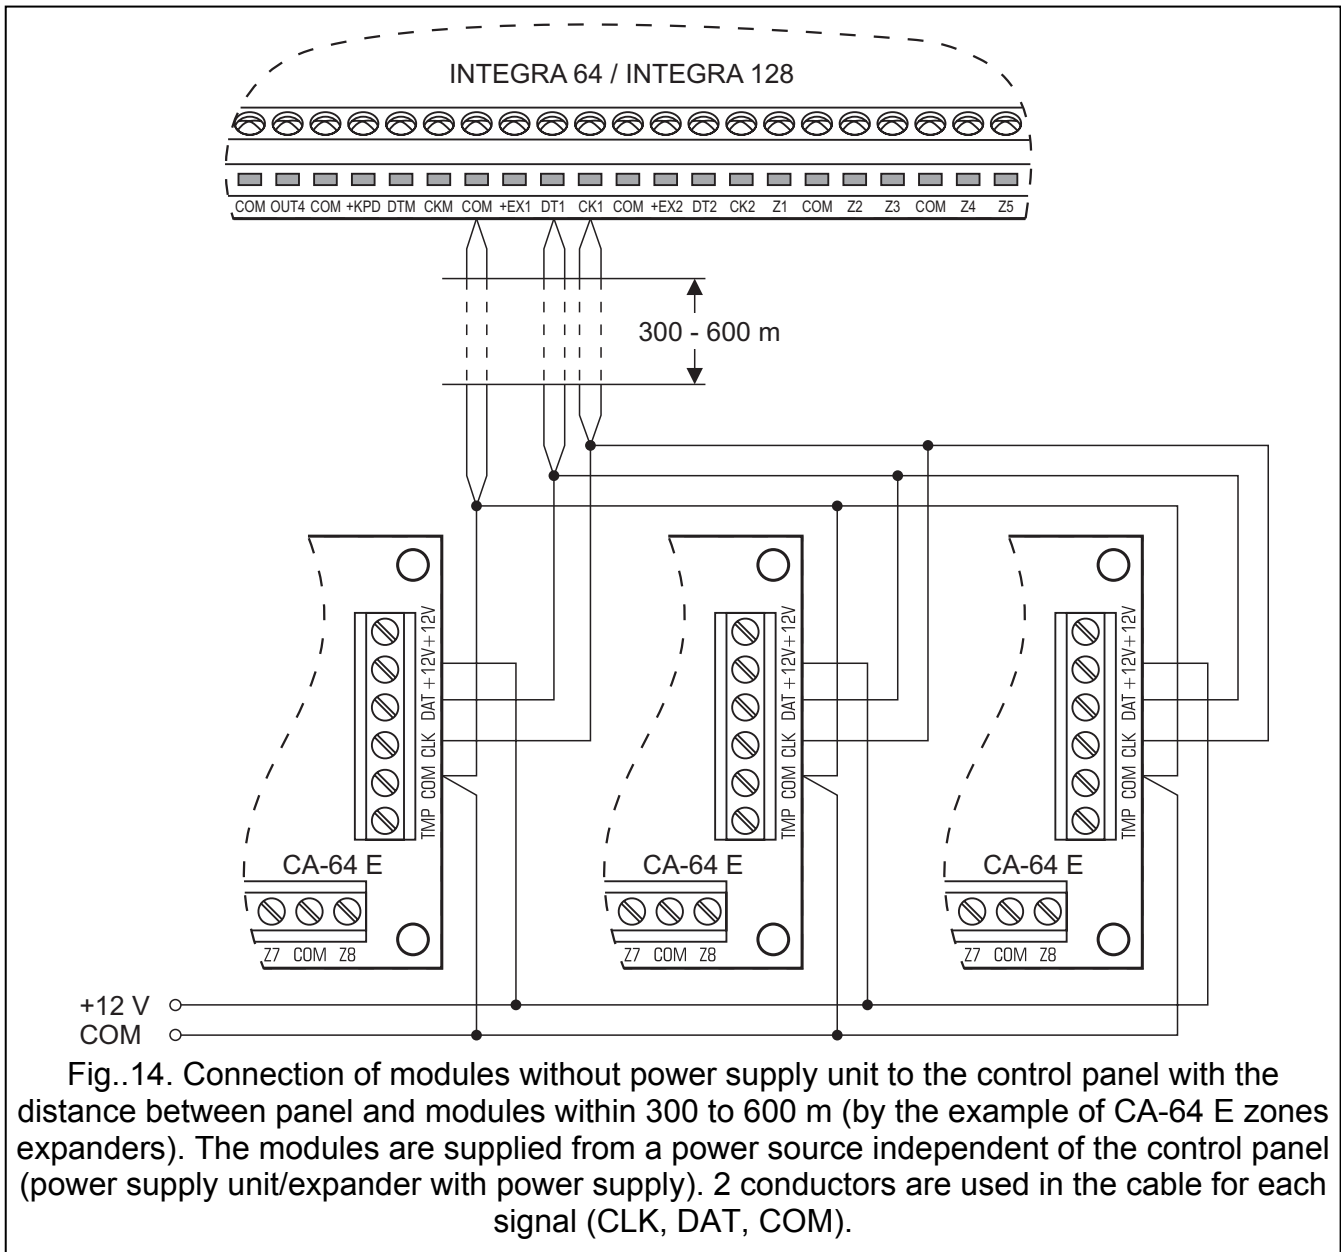 INTEGRA 64 / INTEGRA 128
COM OUT4 COM +KPD DTM CKM COM +EX1 DT1 CK1 COM +EX2 DT2 CK2 Z1 COM Z2 Z3 COM Z4 Z5
300 - 600 m
TMP COM CLK DAT +12V +12V
CA-64 E
Z7 COM Z8
TMP COM CLK DAT +12V +12V
CA-64 E
Z7 COM Z8
TMP COM CLK DAT +12V +12V
CA-64 E
Z7 COM Z8
+12 V
COM
Fig..14. Connection of modules without power supply unit to the control panel with the
distance between panel and modules within 300 to 600 m (by the example of CA-64 E zones
expanders). The modules are supplied from a power source independent of the control panel
(power supply unit/expander with power supply). 2 conductors are used in the cable for each
signal (CLK, DAT, COM).